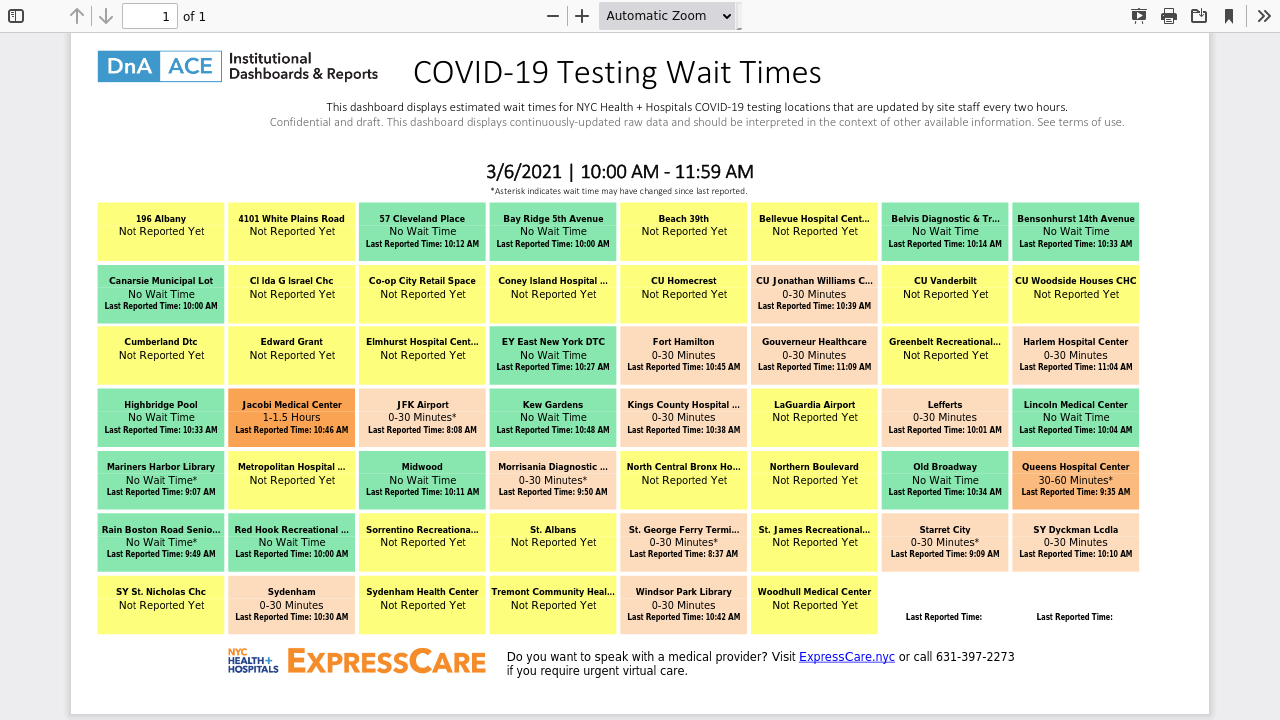 1 of 1 Automatic Zoom
DnA ACE Institutional Dashboards & Reports
COVID-19 Testing Wait Times
This dashboard displays estimated wait times for NYC Health + Hospitals COVID-19 testing locations that are updated by site staff every two hours.
Confidential and draft. This dashboard displays continuously-updated raw data and should be interpreted in the context of other available information. See terms of use.
3/6/2021 | 10:00 AM - 11:59 AM
*Asterisk indicates wait time may have changed since last reported.
196 Albany
Not Reported Yet
4101 White Plains Road
Not Reported Yet
57 Cleveland Place
No Wait Time
Last Reported Time: 10:12 AM
Bay Ridge 5th Avenue
No Wait Time
Last Reported Time: 10:00 AM
Beach 39th
Not Reported Yet
Bellevue Hospital Cent...
Not Reported Yet
Belvis Diagnostic & Tr...
No Wait Time
Last Reported Time: 10:14 AM
Bensonhurst 14th Avenue
No Wait Time
Last Reported Time: 10:33 AM
Canarsie Municipal Lot
No Wait Time
Last Reported Time: 10:00 AM
Cl Ida G Israel Chc
Not Reported Yet
Co-op City Retail Space
Not Reported Yet
Coney Island Hospital ...
Not Reported Yet
CU Homecrest
Not Reported Yet
CU Jonathan Williams C...
0-30 Minutes
Last Reported Time: 10:39 AM
CU Vanderbilt
Not Reported Yet
CU Woodside Houses CHC
Not Reported Yet
Cumberland Dtc
Not Reported Yet
Edward Grant
Not Reported Yet
Elmhurst Hospital Cent...
Not Reported Yet
EY East New York DTC
No Wait Time
Last Reported Time: 10:27 AM
Fort Hamilton
0-30 Minutes
Last Reported Time: 10:45 AM
Gouverneur Healthcare
0-30 Minutes
Last Reported Time: 11:09 AM
Greenbelt Recreational...
Not Reported Yet
Harlem Hospital Center
0-30 Minutes
Last Reported Time: 11:04 AM
Highbridge Pool
No Wait Time
Last Reported Time: 10:33 AM
Jacobi Medical Center
1-1.5 Hours
Last Reported Time: 10:46 AM
JFK Airport
0-30 Minutes*
Last Reported Time: 8:08 AM
Kew Gardens
No Wait Time
Last Reported Time: 10:48 AM
Kings County Hospital ...
0-30 Minutes
Last Reported Time: 10:38 AM
LaGuardia Airport
Not Reported Yet
Lefferts
0-30 Minutes
Last Reported Time: 10:01 AM
Lincoln Medical Center
No Wait Time
Last Reported Time: 10:04 AM
Mariners Harbor Library
No Wait Time*
Last Reported Time: 9:07 AM
Metropolitan Hospital ...
Not Reported Yet
Midwood
No Wait Time
Last Reported Time: 10:11 AM
Morrisania Diagnostic ...
0-30 Minutes*
Last Reported Time: 9:50 AM
North Central Bronx Ho...
Not Reported Yet
Northern Boulevard
Not Reported Yet
Old Broadway
No Wait Time
Last Reported Time: 10:34 AM
Queens Hospital Center
30-60 Minutes*
Last Reported Time: 9:35 AM
Rain Boston Road Senio...
No Wait Time*
Last Reported Time: 9:49 AM
Red Hook Recreational ...
No Wait Time
Last Reported Time: 10:00 AM
Sorrentino Recreationa...
Not Reported Yet
St. Albans
Not Reported Yet
St. George Ferry Termi...
0-30 Minutes*
Last Reported Time: 8:37 AM
St. James Recreational...
Not Reported Yet
Starret City
0-30 Minutes*
Last Reported Time: 9:09 AM
SY Dyckman Lcdla
0-30 Minutes
Last Reported Time: 10:10 AM
SY St. Nicholas Chc
Not Reported Yet
Sydenham
0-30 Minutes
Last Reported Time: 10:30 AM
Sydenham Health Center
Not Reported Yet
Tremont Community Heal...
Not Reported Yet
Windsor Park Library
0-30 Minutes
Last Reported Time: 10:42 AM
Woodhull Medical Center
Not Reported Yet
Last Reported Time:
Last Reported Time:
NYC
HEALTH+
HOSPITALS
EXPRESSCARE
Do you want to speak with a medical provider? Visit ExpressCare.nyc or call 631-397-2273
if you require urgent virtual care.